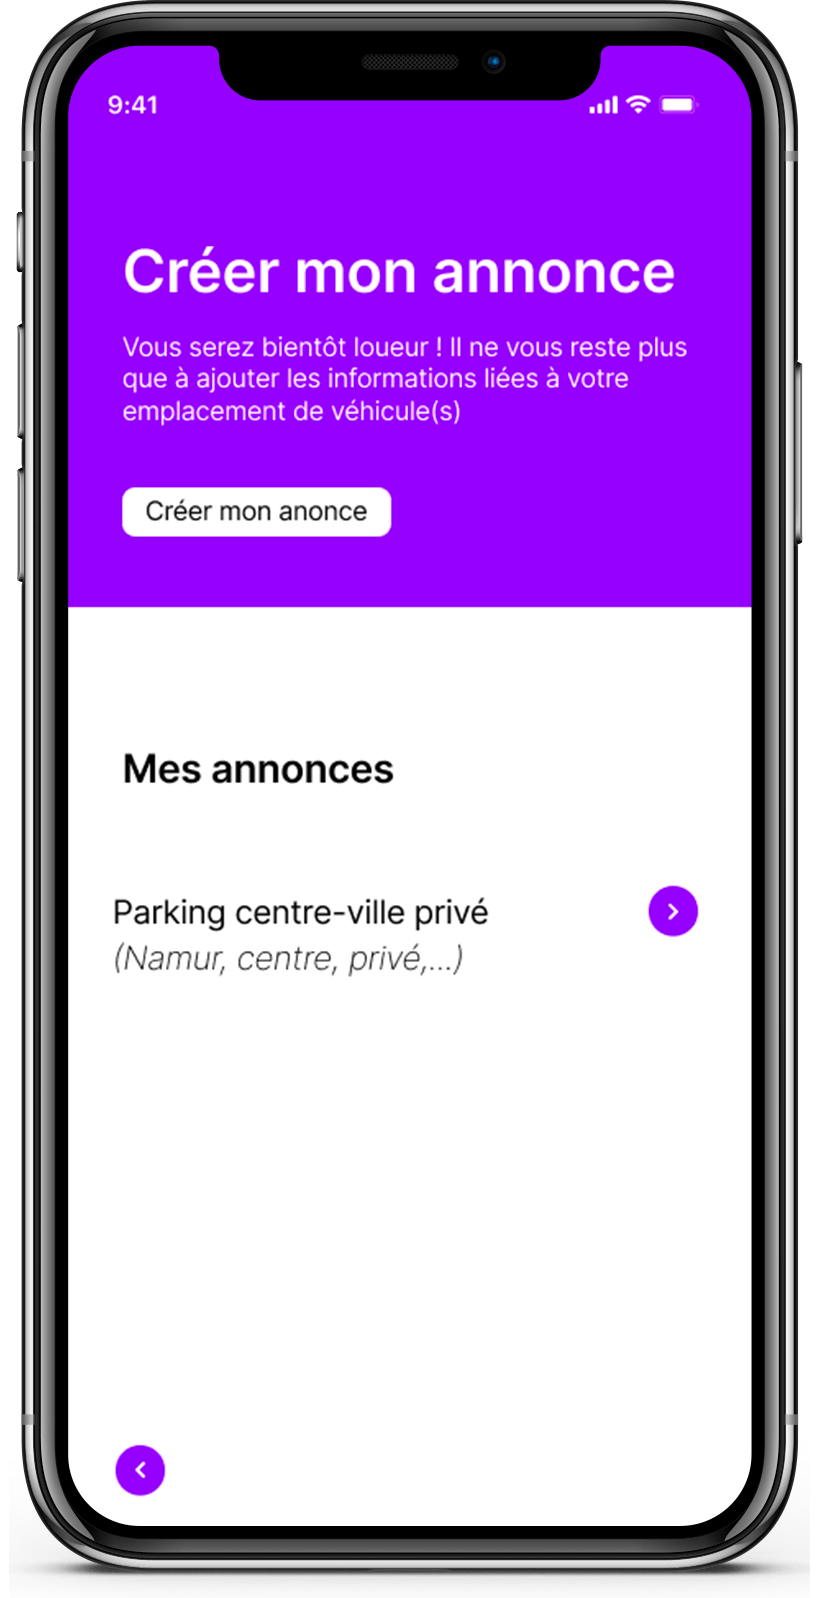 9:41
Créer mon annonce
Vous serez bientôt loueur ! Il ne vous reste plus
que à ajouter les informations liées à votre
emplacement de véhicule(s)
Créer mon anonce
Mes annonces
Parking centre-ville privé
(Namur, centre, privé,...)